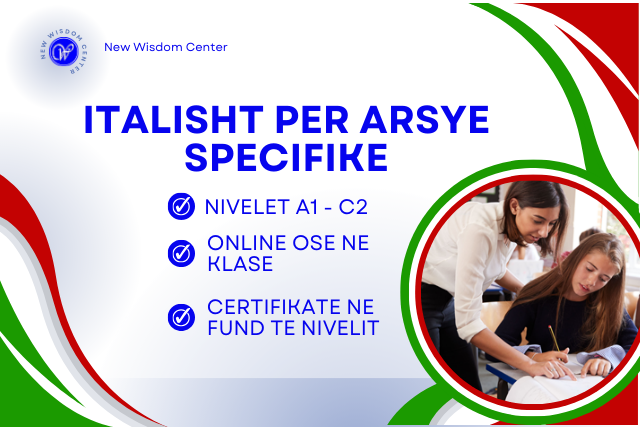 NEW WISDOM CENTER
New Wisdom Center
ITALISHT PER ARSYE
SPECIFIKE
NIVELET A1 - C2
ONLINE OSE NE
KLASE
CERTIFIKATE NE
FUND TE NIVELIT